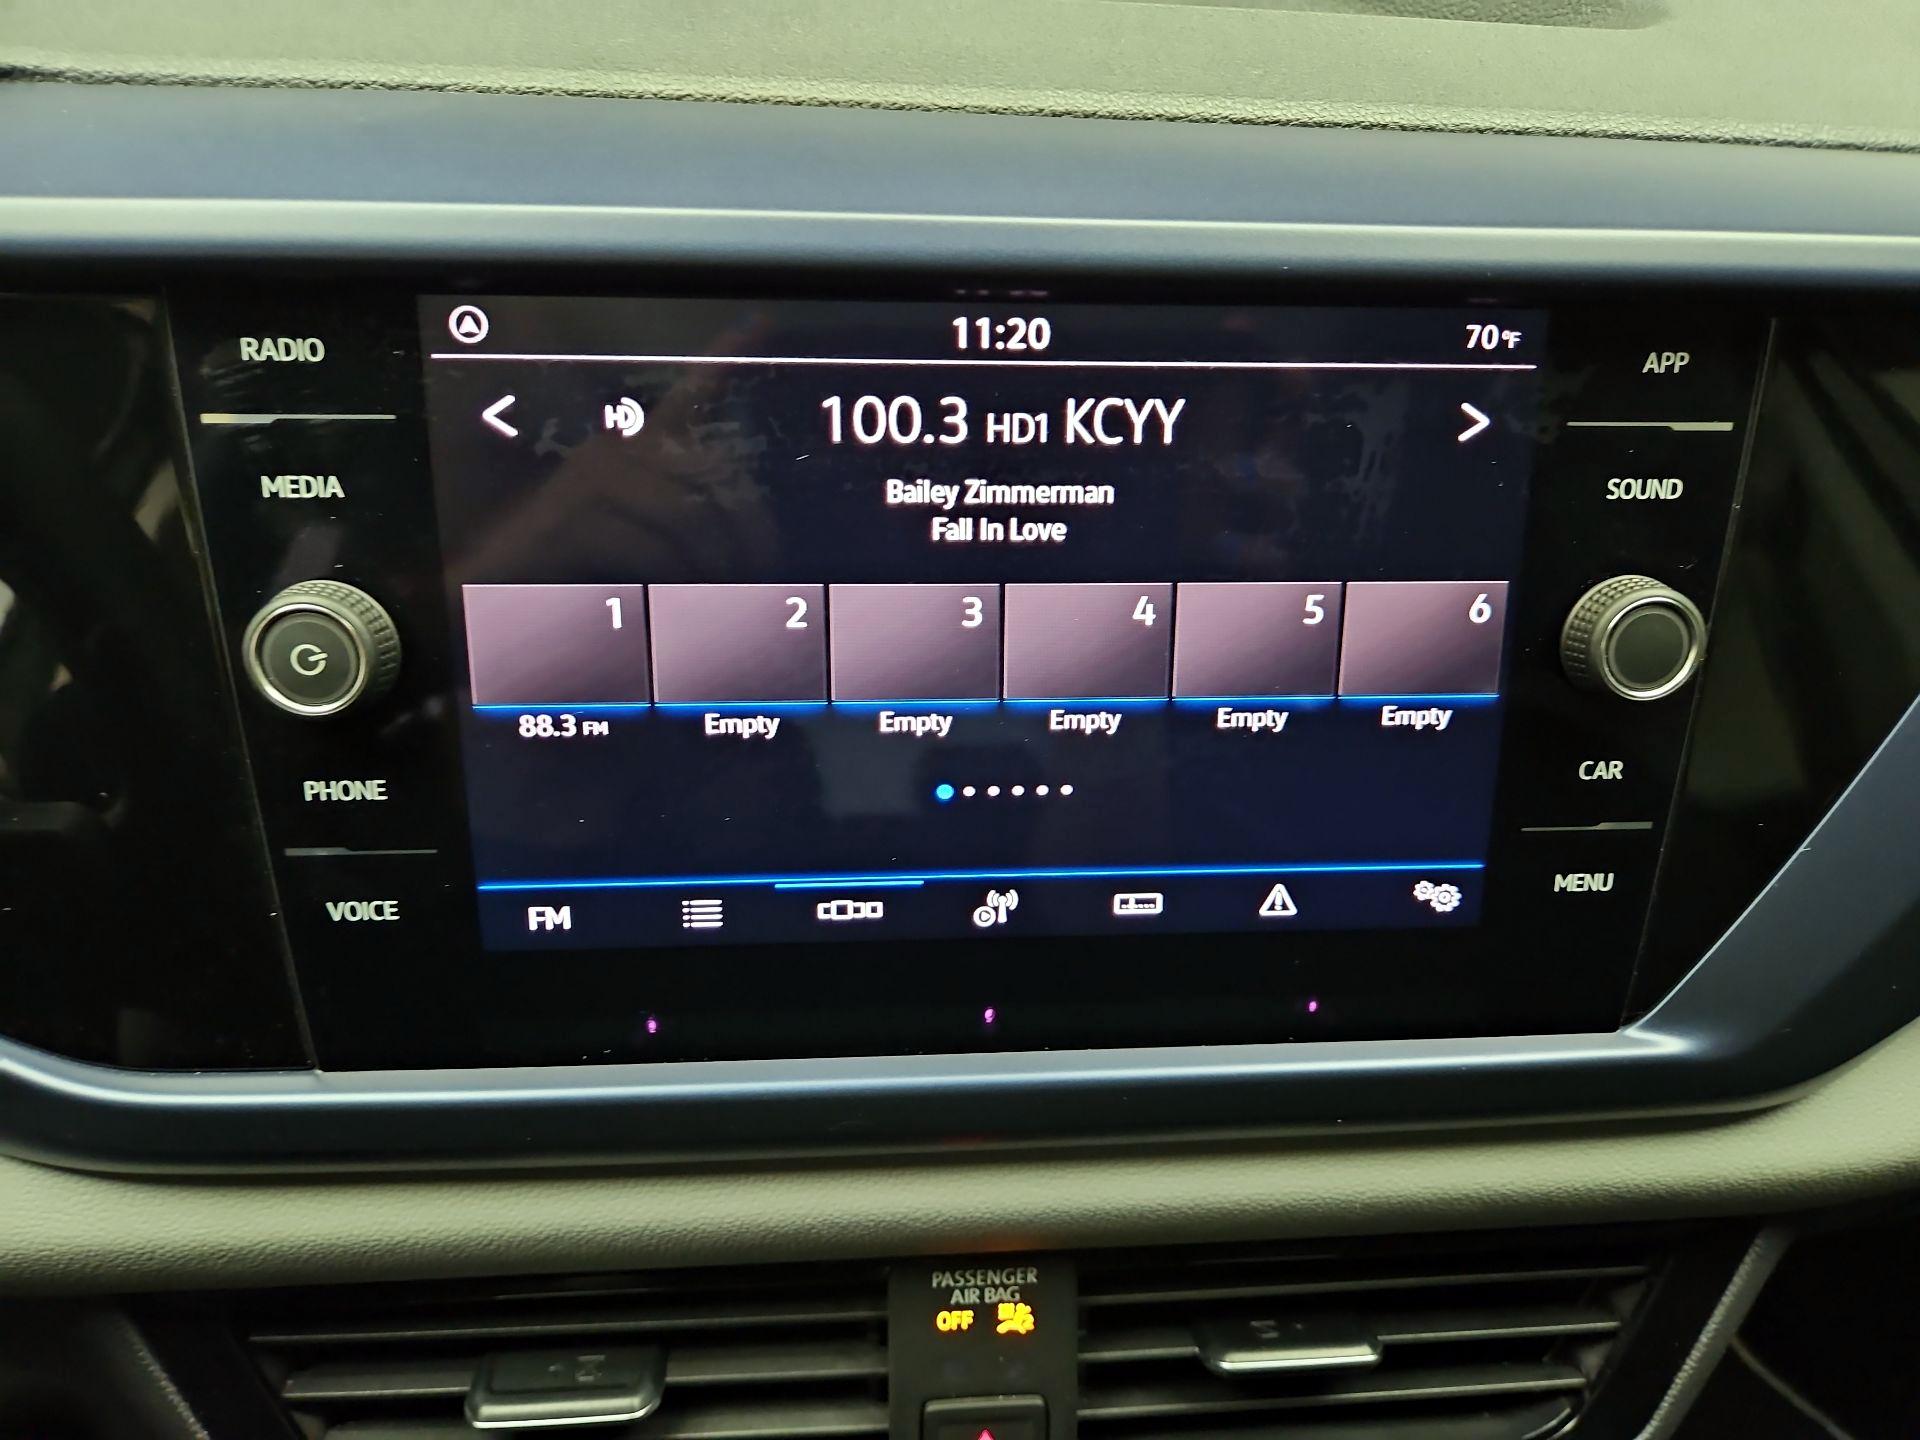 11:20
70°F
RADIO
APP
HD
100.3 HD1 KCYY
MEDIA
SOUND
Bailey Zimmerman
Fall In Love
1 2 3 4 5 6
88.3 FM Empty Empty Empty Empty Empty
PHONE
CAR
VOICE
MENU
FM
PASSENGER
AIR BAG
OFF